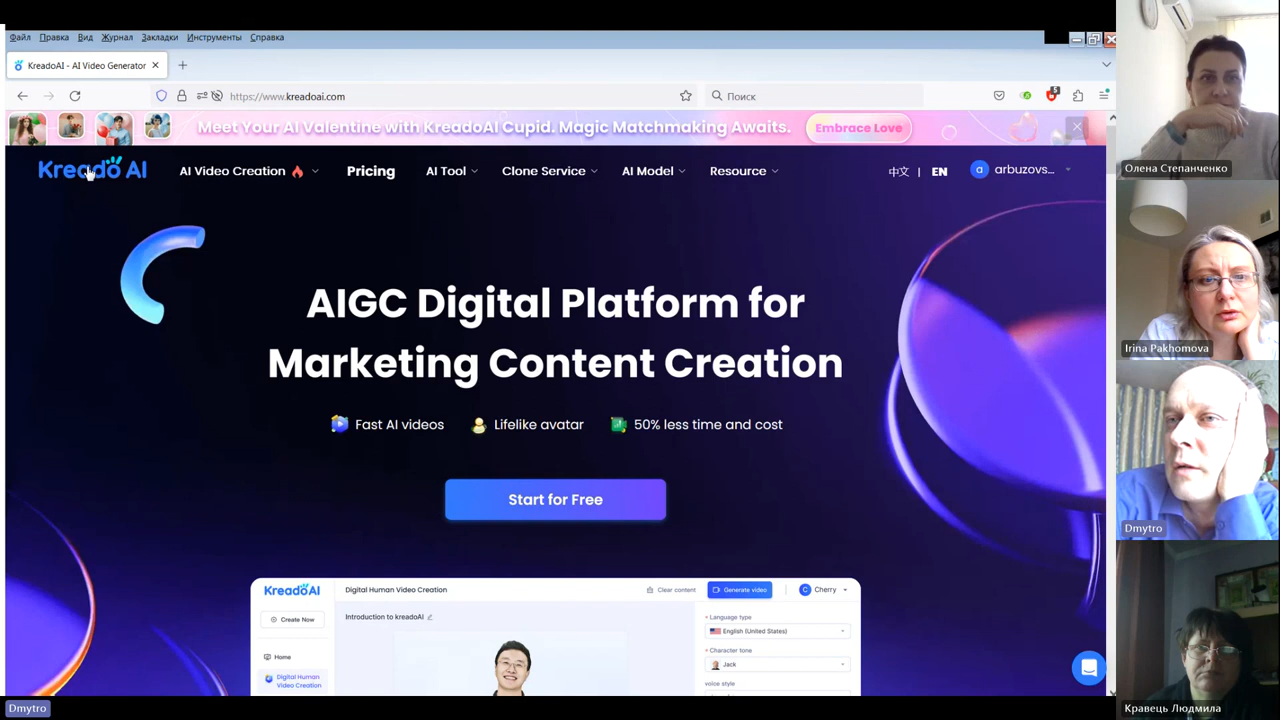 Файл Правка Вид Журнал Закладки Инструменты Справка
KreadoAI - AI Video Generator
https://www.kreadoai.com
Поиск
5
Meet Your AI Valentine with KreadoAI Cupid. Magic Matchmaking Awaits.
Embrace Love
Kreado AI
AI Video Creation
Pricing
AI Tool
Clone Service
AI Model
Resource
中文 | EN
a arbuzovs...
AIGC Digital Platform for
Marketing Content Creation
Fast AI videos
Lifelike avatar
50% less time and cost
Start for Free
KreadoAI
Digital Human Video Creation
Clear content
Generate video
C Cherry
Create Now
Introduction to kreadoAI
* Language type
English (United States)
* Character tone
Jack
voice style
Home
Digital Human
Video Creation
Олена Степанченко
Irina Pakhomova
Dmytro
Кравець Людмила
Dmytro